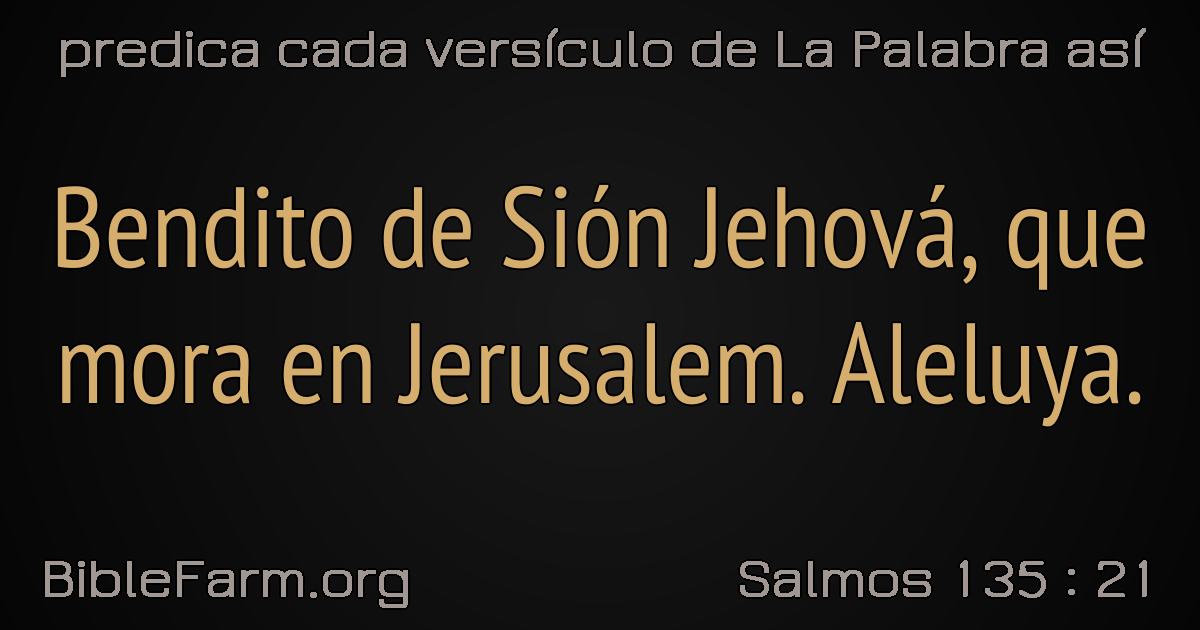 predica cada versículo de La Palabra así
Bendito de Sión Jehová, que
mora en Jerusalem. Aleluya.
BibleFarm.org
Salmos 135 : 21